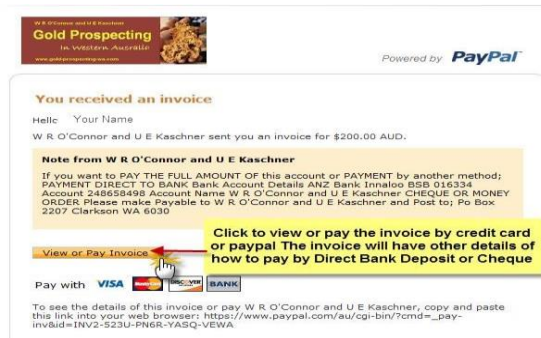 W R O'Connor and U E Kaschner
Gold Prospecting
In Western Australia
www.gold-prospecting-wa.com
Powered by PayPal
You received an invoice
Hello Your Name
W R O'Connor and U E Kaschner sent you an invoice for $200.00 AUD.
Note from W R O'Connor and U E Kaschner
If you want to PAY THE FULL AMOUNT OF this account or PAYMENT by another method;
PAYMENT DIRECT TO BANK Bank Account Details ANZ Bank Innaloo BSB 016334
Account 248658498 Account Name W R O'Connor and U E Kaschner CHEQUE OR MONEY
ORDER Please make Payable to W R O'Connor and U E Kaschner and Post to; Po Box
2207 Clarkson WA 6030
Click to view or pay the invoice by credit card
or paypal The invoice will have other details of
how to pay by Direct Bank Deposit or Cheque
View or Pay Invoice
Pay with VISA MasterCard DISCOVER BANK
To see the details of this invoice or pay W R O'Connor and U E Kaschner, copy and paste
this link into your web browser: https://www.paypal.com/au/cgi-bin/?cmd=_pay-
inv&id=INV2-523U-PN6R-YASQ-VEWA